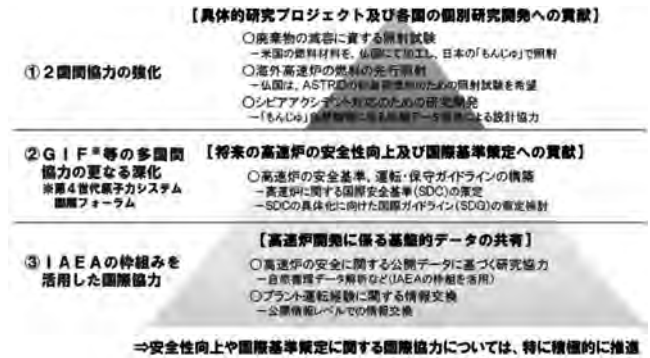 【具体的研究プロジェクト及び各国の個別研究開発への貢献】
①2国間協力の強化
○廃棄物の減容に資する照射試験
－米国の燃料材料を、仏国にて加工し、日本の「もんじゅ」で照射
○海外高速炉の燃料の先行照射
－仏国は、ASTRIDの のための照射試験を希望
○シビアアクシデント対応のための研究開発
－「もんじゅ」 による設計協力
②GIF※等の多国間
協力の更なる深化
※第4世代原子力システム
国際フォーラム
【将来の高速炉の安全性向上及び国際基準策定への貢献】
○高速炉の安全基準、運転・保守ガイドラインの構築
－高速炉に関する国際安全基準(SDC)の策定
－SDCの具体化に向けた国際ガイドライン(SDG)の策定検討
③IAEAの枠組みを
活用した国際協力
【高速炉開発に係る基盤的データの共有】
○高速炉の安全に関する公開データに基づく研究協力
－自然循環データ解析など(IAEAの枠組を活用)
○プラント運転経験に関する情報交換
－公開情報レベルでの情報交換
⇒安全性向上や国際基準策定に関する国際協力については、特に積極的に推進